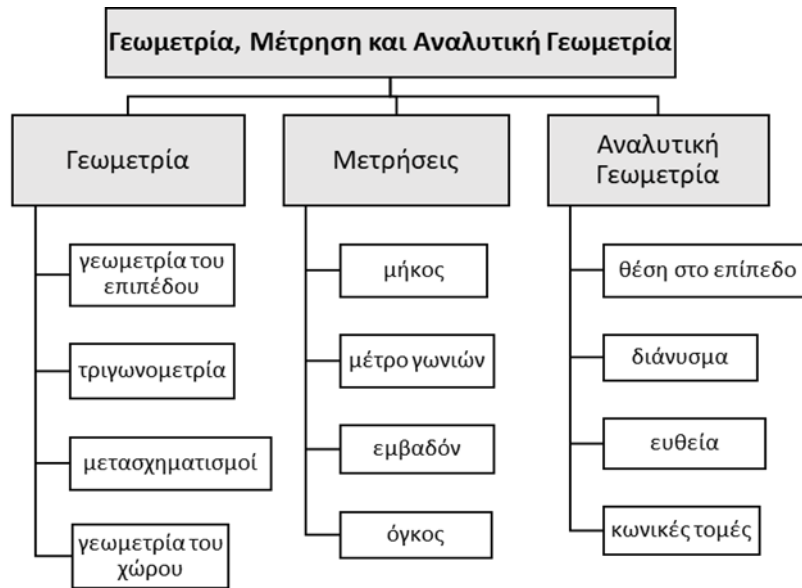 Γεωμετρία, Μέτρηση και Αναλυτική Γεωμετρία
Γεωμετρία
γεωμετρία του
επιπέδου
τριγωνομετρία
μετασχηματισμοί
γεωμετρία του
χώρου
Μετρήσεις
μήκος
μέτρο γωνιών
εμβαδόν
όγκος
Αναλυτική
Γεωμετρία
θέση στο επίπεδο
διάνυσμα
ευθεία
κωνικές τομές